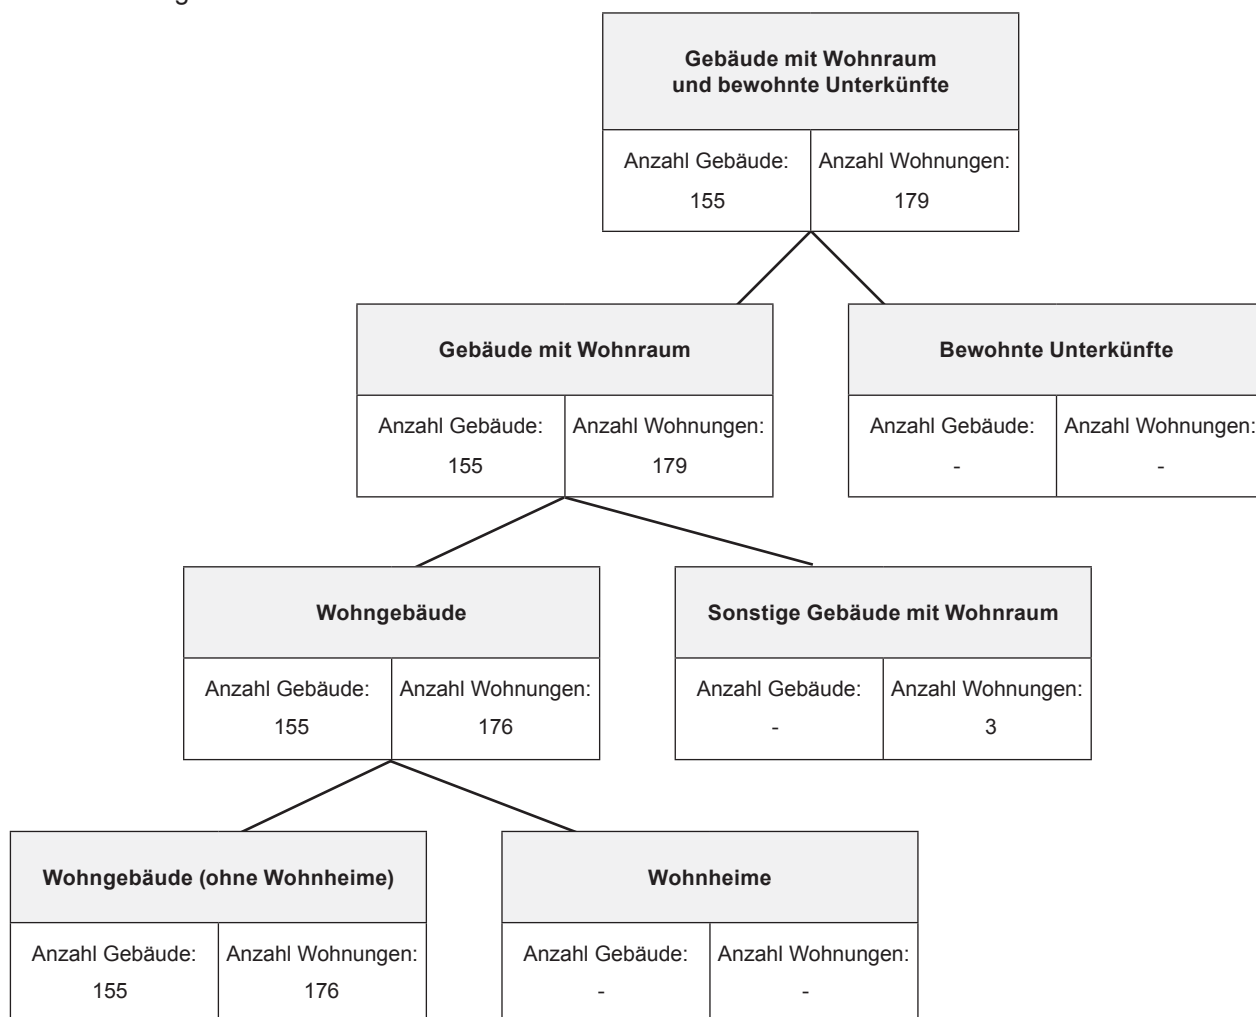 Gebäude mit Wohnraum
und bewohnte Unterkünfte
Anzahl Gebäude: Anzahl Wohnungen:
155 179
Gebäude mit Wohnraum
Bewohnte Unterkünfte
Anzahl Gebäude: Anzahl Wohnungen:
155 179
Anzahl Gebäude: Anzahl Wohnungen:
- -
Wohngebäude
Sonstige Gebäude mit Wohnraum
Anzahl Gebäude: Anzahl Wohnungen:
155 176
Anzahl Gebäude: Anzahl Wohnungen:
- 3
Wohngebäude (ohne Wohnheime)
Wohnheime
Anzahl Gebäude: Anzahl Wohnungen:
155 176
Anzahl Gebäude: Anzahl Wohnungen:
- -